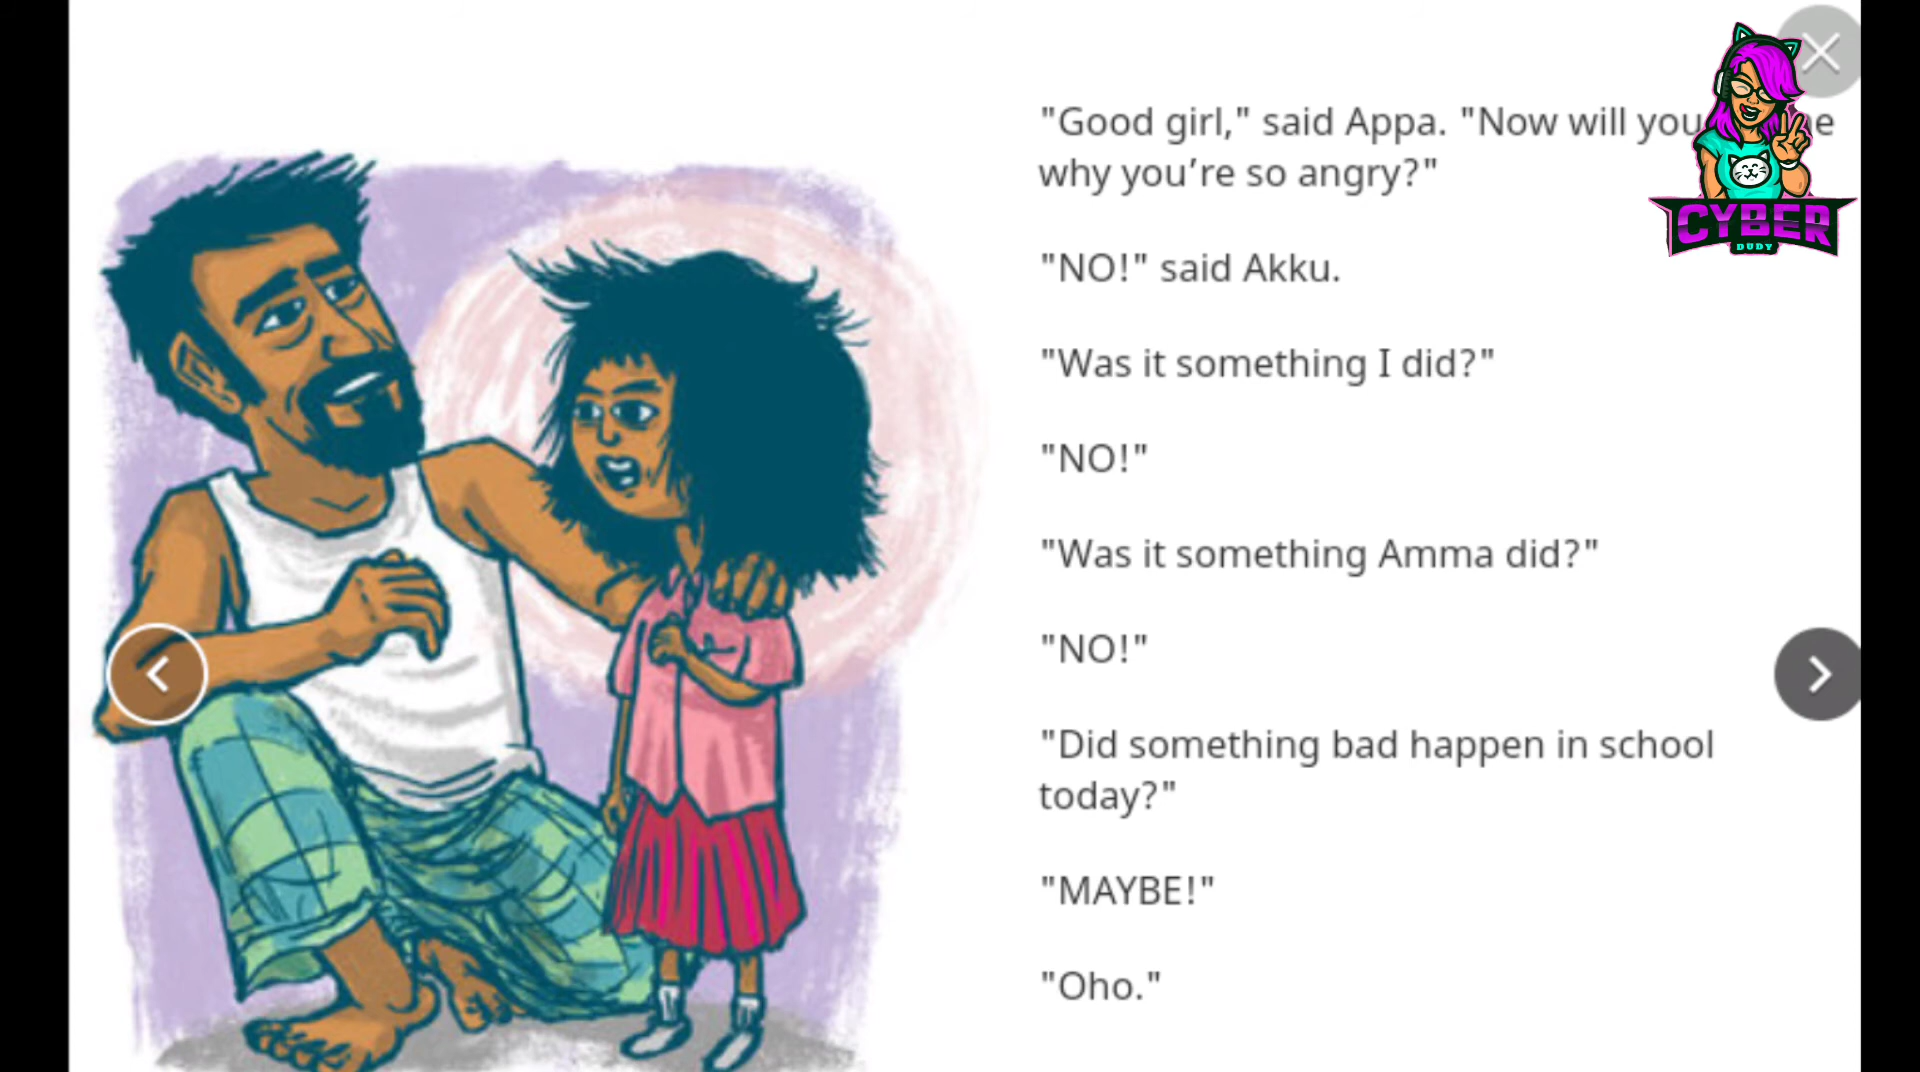 "Good girl," said Appa. "Now will you e
why you’re so angry?"
"NO!" said Akku.
"Was it something I did?"
"NO!"
"Was it something Amma did?"
"NO!"
"Did something bad happen in school
today?"
"MAYBE!"
"Oho."
CYBER
DUDY